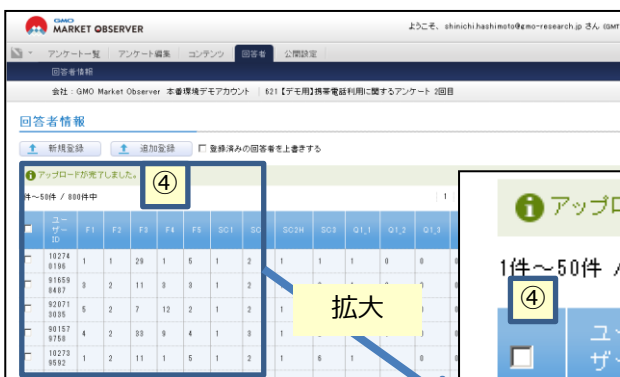 GMO
MARKET OBSERVER
ようこそ、shinichi.hashimoto@gmo-research.jp さん (GMT
アンケート一覧 アンケート編集 コンテンツ 回答者 公開設定
回答者情報
会社：GMO Market Observer 本番環境デモアカウント 621【デモ用】携帯電話利用に関するアンケート 2回目
回答者情報
新規登録 追加登録 登録済みの回答者を上書きする
アップロードが完了しました。
④
件～50件 / 800件中 1
ユーザーID F1 F2 F3 F4 F5 SC1 SC SC2H SC3 Q1_1 Q1_2 Q1_3
102740196 1 1 29 1 5 1 2 1 1 1 0 0
916590487 3 2 11 3 3 1 2
920713035 5 2 7 12 2 1 2
901579758 4 2 33 9 4 1 3
102739592 1 2 11 1 5 1 2 1 6 1 0 0
拡大
アップロ
1件～50件 /
④
ユー
ザー